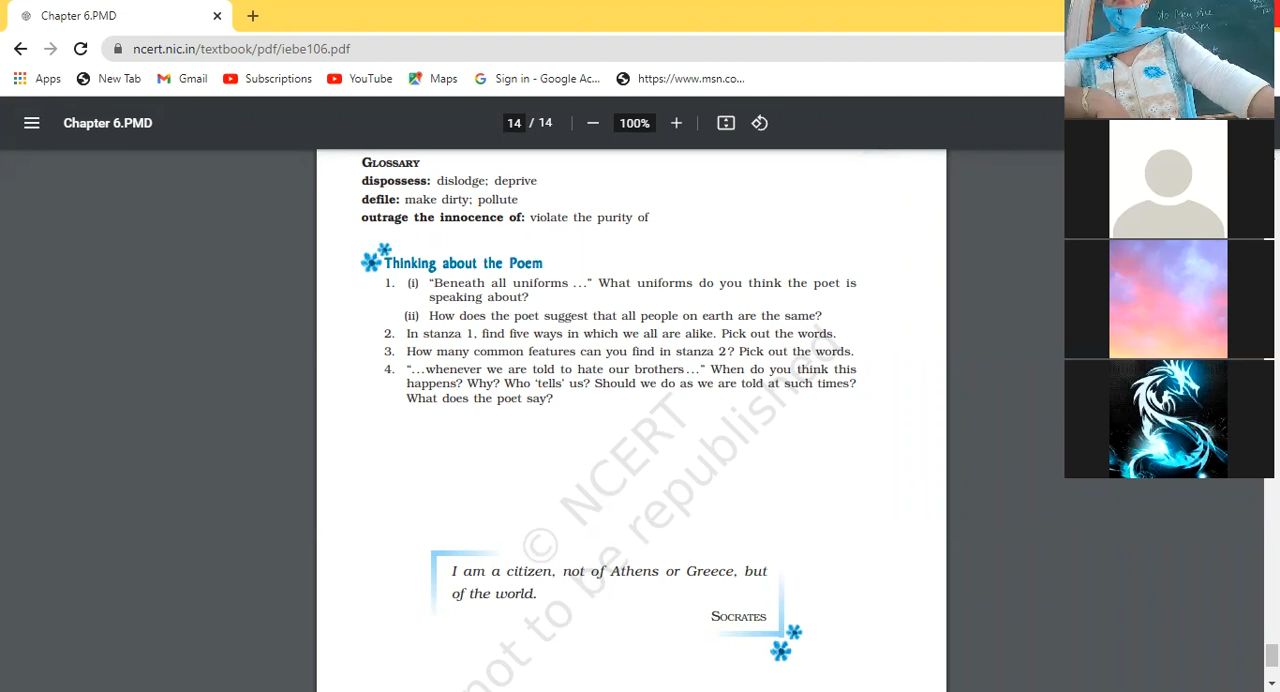 Chapter 6.PMD
ncert.nic.in/textbook/pdf/iebe106.pdf
Apps New Tab Gmail Subscriptions YouTube Maps Sign in - Google Ac... https://www.msn.co...
Chapter 6.PMD 14 / 14 100%
GLOSSARY
dispossess: dislodge; deprive
defile: make dirty; pollute
outrage the innocence of: violate the purity of
Thinking about the Poem
1. (i) “Beneath all uniforms ...” What uniforms do you think the poet is
speaking about?
(ii) How does the poet suggest that all people on earth are the same?
2. In stanza 1, find five ways in which we all are alike. Pick out the words.
3. How many common features can you find in stanza 2? Pick out the words.
4. “...whenever we are told to hate our brothers ...” When do you think this
happens? Why? Who ‘tells’ us? Should we do as we are told at such times?
What does the poet say?
© NCERT
not to be republished
I am a citizen, not of Athens or Greece, but
of the world.
SOCRATES